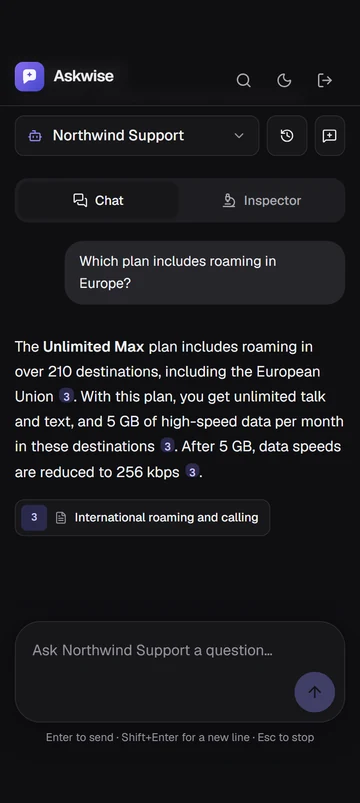 Askwise
Northwind Support
Chat Inspector
Which plan includes roaming in
Europe?
The Unlimited Max plan includes roaming in
over 210 destinations, including the European
Union 3. With this plan, you get unlimited talk
and text, and 5 GB of high-speed data per month
in these destinations 3. After 5 GB, data speeds
are reduced to 256 kbps 3.
3 International roaming and calling
Ask Northwind Support a question...
Enter to send · Shift+Enter for a new line · Esc to stop